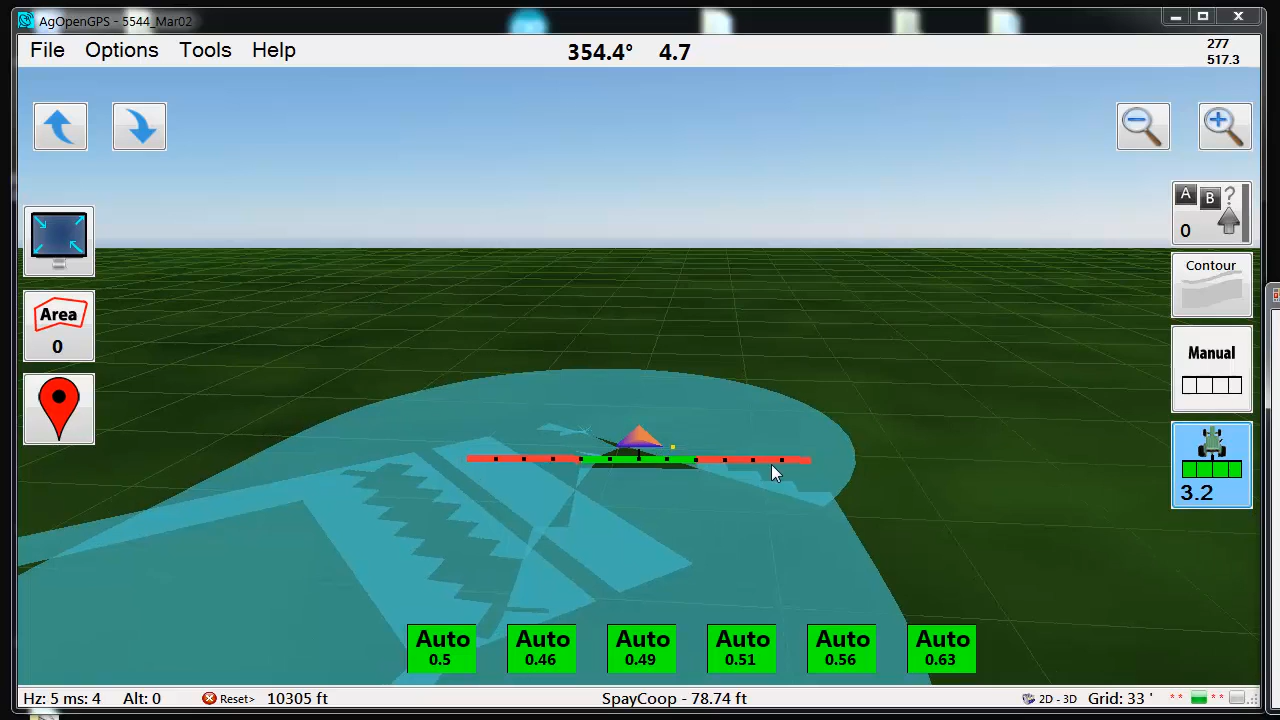 AgOpenGPS - 5544_Mar02
File Options Tools Help
354.4° 4.7
277
517.3
A B ?
0
Contour
Area
0
Manual
3.2
Auto Auto Auto Auto Auto Auto
0.5 0.46 0.49 0.51 0.56 0.63
Hz: 5 ms: 4 Alt: 0 Reset> 10305 ft SpayCoop - 78.74 ft 2D - 3D Grid: 33 '